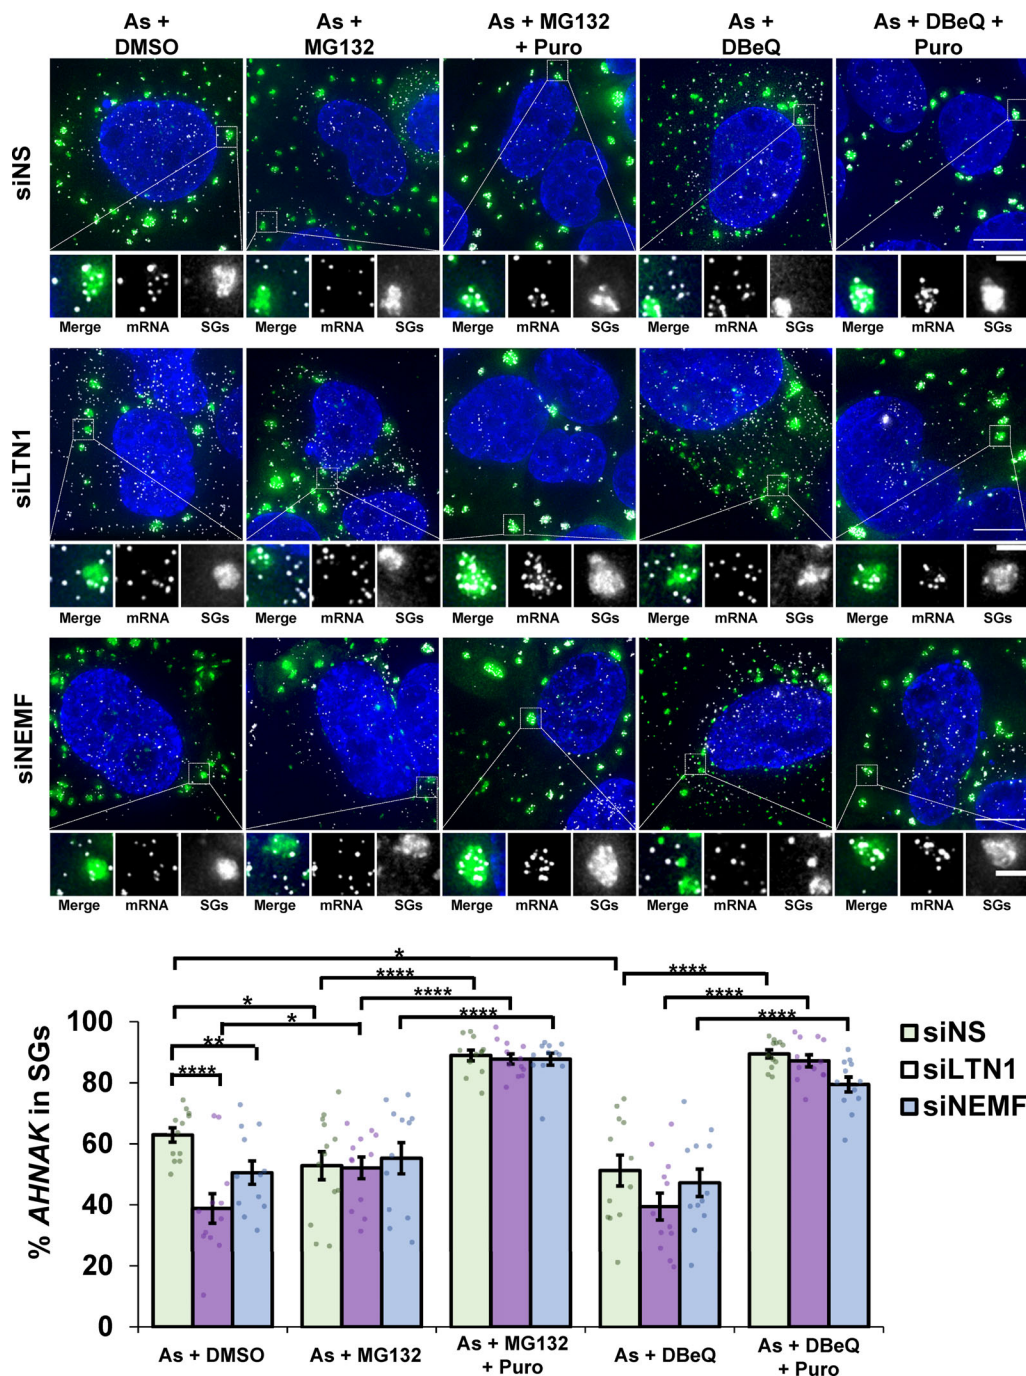 As +
DMSO
As +
MG132
As + MG132
+ Puro
As +
DBeQ
As + DBeQ +
Puro
siNS
Merge mRNA SGs Merge mRNA SGs Merge mRNA SGs Merge mRNA SGs Merge mRNA SGs
siLTN1
Merge mRNA SGs Merge mRNA SGs Merge mRNA SGs Merge mRNA SGs Merge mRNA SGs
siNEMF
Merge mRNA SGs Merge mRNA SGs Merge mRNA SGs Merge mRNA SGs Merge mRNA SGs
*
**** ****
* **** ****
* **** ****
**
****
% AHNAK in SGs
100
80
60
40
20
0
siNS
siLTN1
siNEMF
As + DMSO
As + MG132
As + MG132
+ Puro
As + DBeQ
As + DBeQ
+ Puro